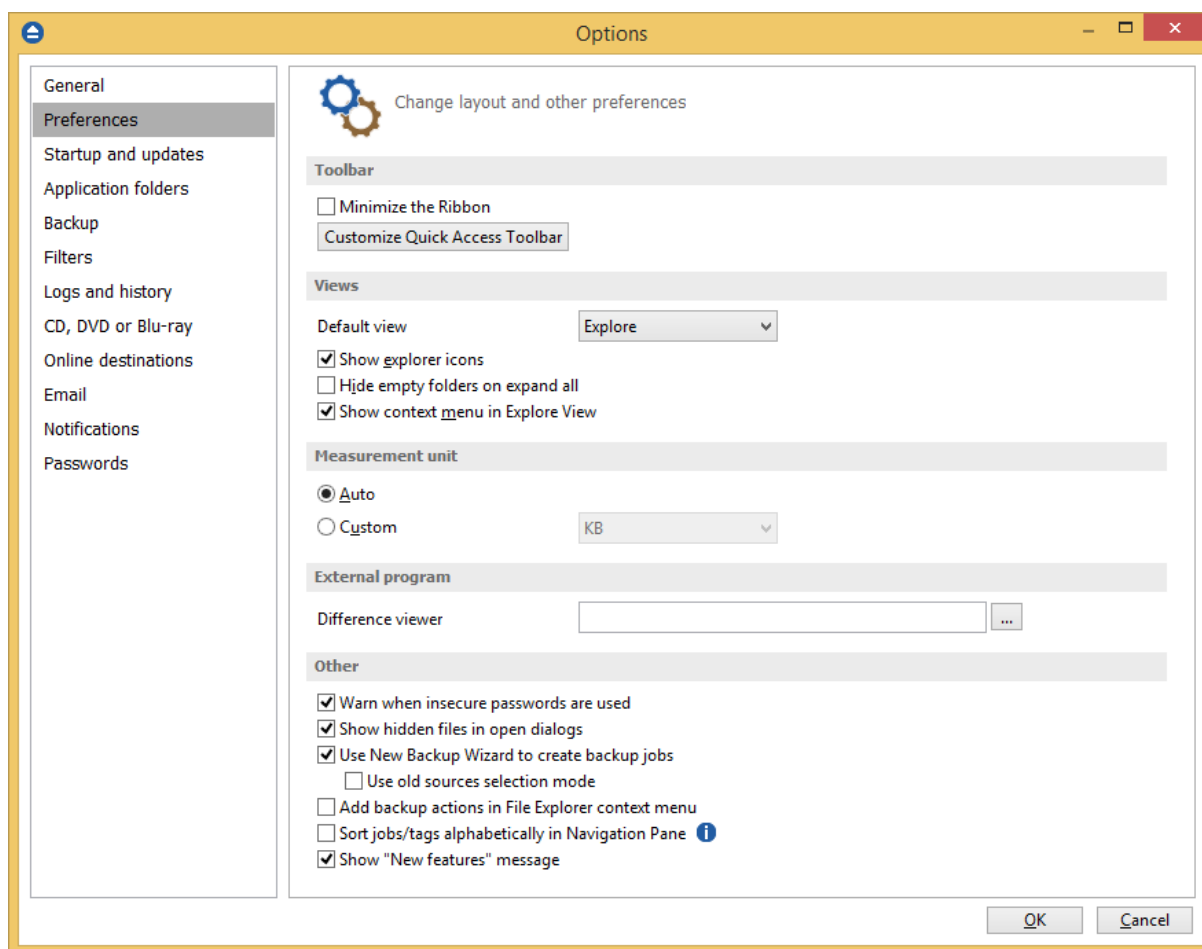 Options
General
Preferences
Startup and updates
Application folders
Backup
Filters
Logs and history
CD, DVD or Blu-ray
Online destinations
Email
Notifications
Passwords
Change layout and other preferences
Toolbar
Minimize the Ribbon
Customize Quick Access Toolbar
Views
Default view Explore
Show explorer icons
Hide empty folders on expand all
Show context menu in Explore View
Measurement unit
Auto
Custom KB
External program
Difference viewer ...
Other
Warn when insecure passwords are used
Show hidden files in open dialogs
Use New Backup Wizard to create backup jobs
Use old sources selection mode
Add backup actions in File Explorer context menu
Sort jobs/tags alphabetically in Navigation Pane i
Show "New features" message
OK Cancel